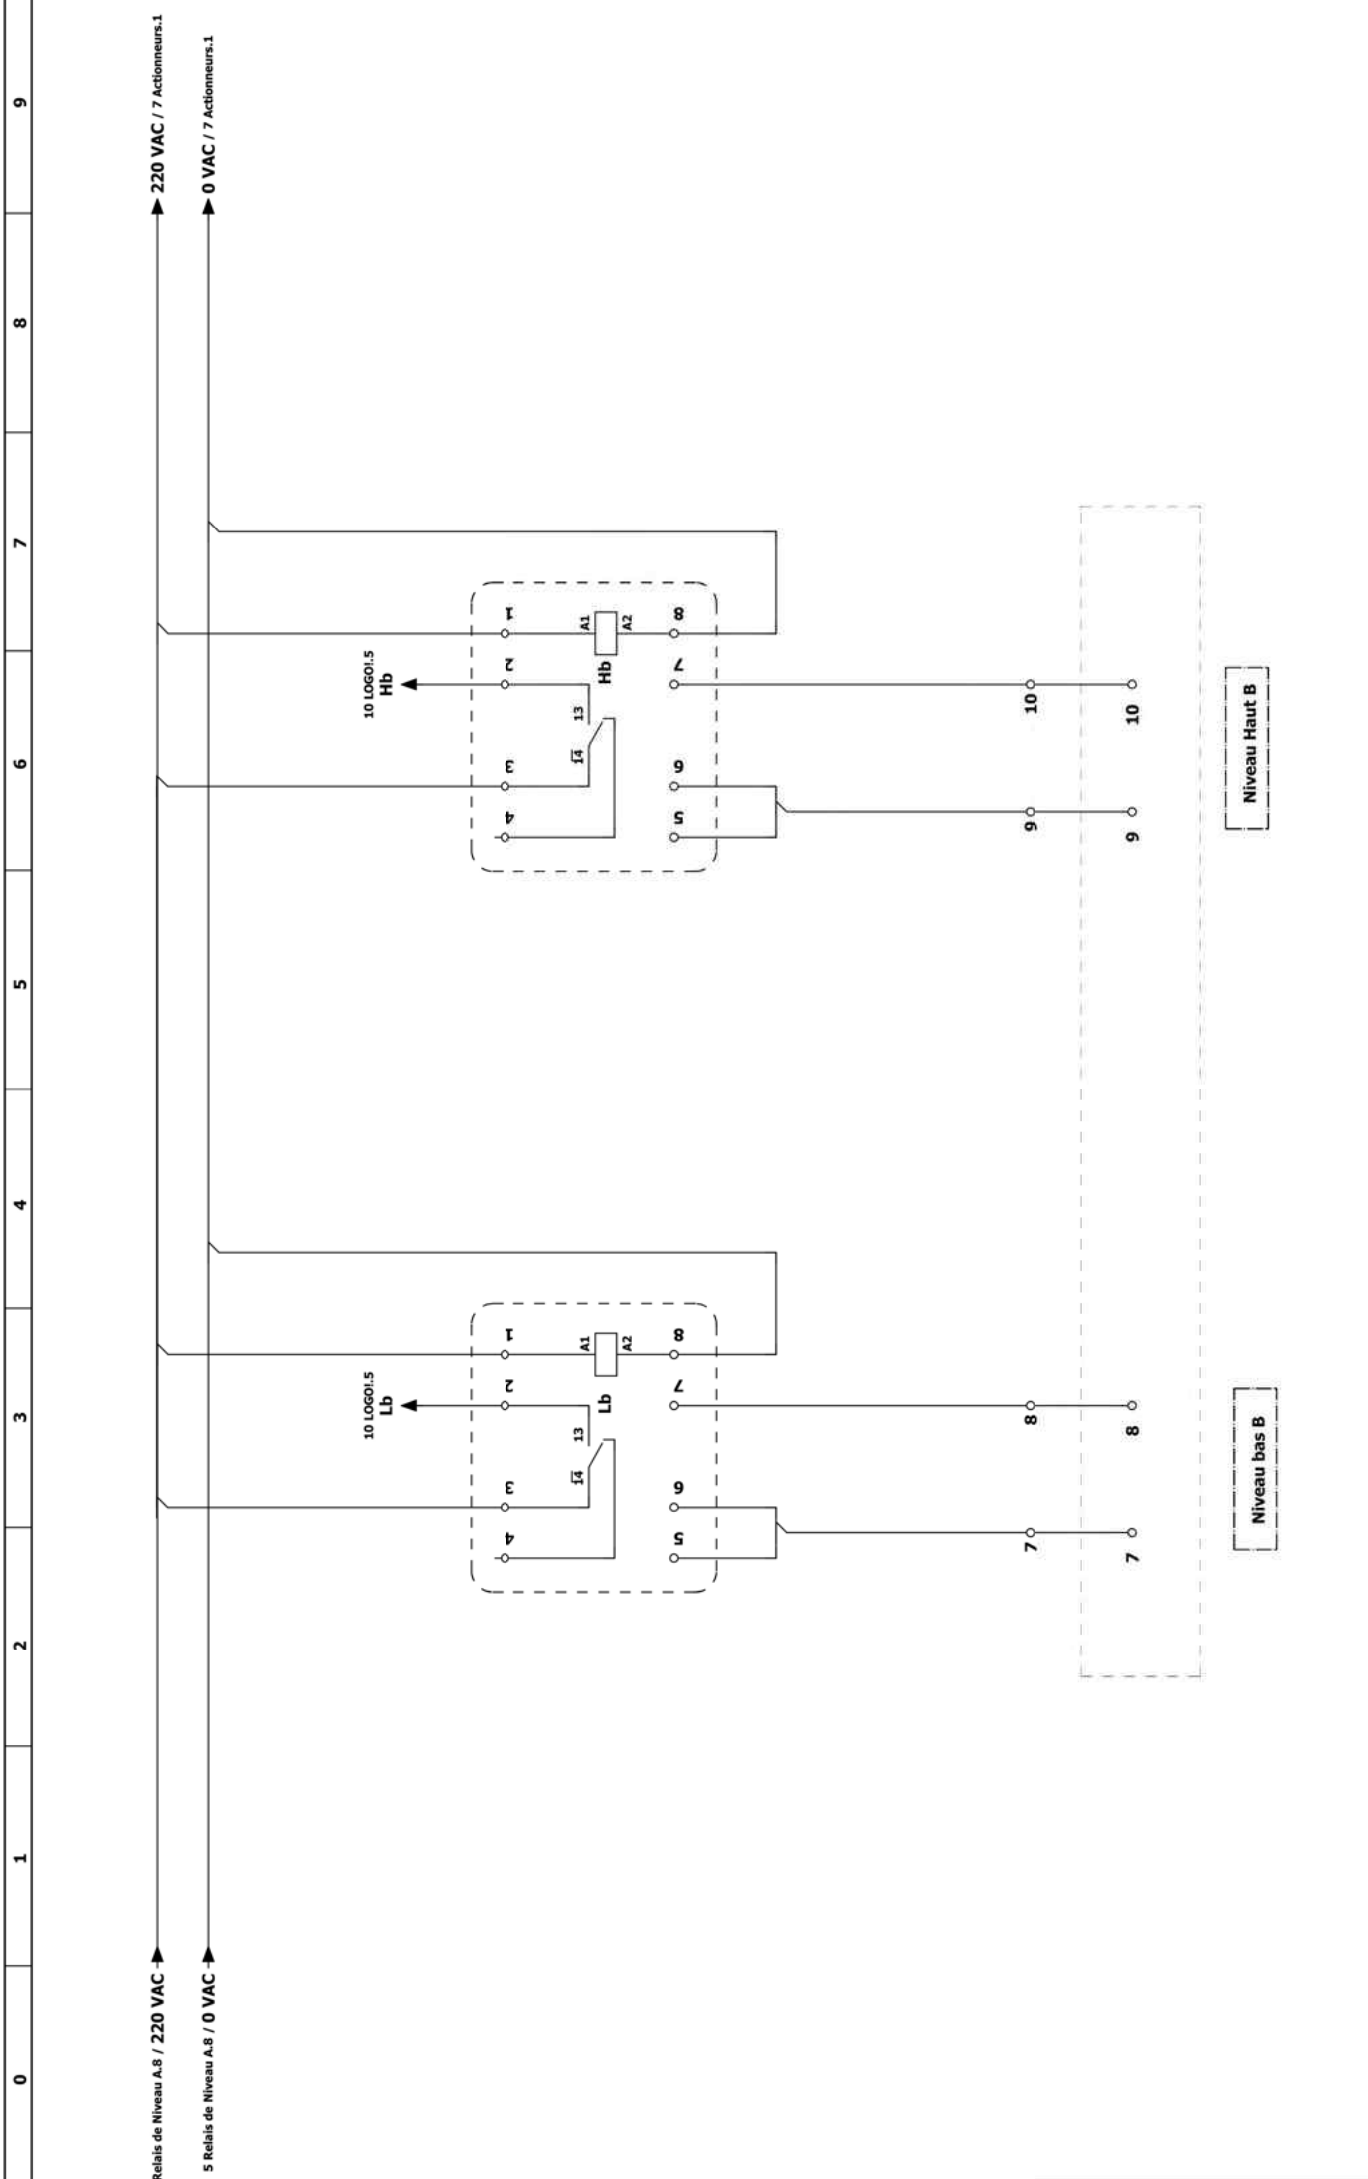 0 1 2 3 4 5 6 7 8 9
Relais de Niveau A.8 / 220 VAC
220 VAC / 7 Actionneurs.1
5 Relais de Niveau A.8 / 0 VAC
0 VAC / 7 Actionneurs.1
10 LOGO!.5
Lb
10 LOGO!.5
Hb
4 3 2 1
4 3 2 1
14 13 A1
14 13 A1
Lb
Hb
A2
A2
5 6 7 8
5 6 7 8
7 8 9 10
7 8 9 10
Niveau bas B
Niveau Haut B